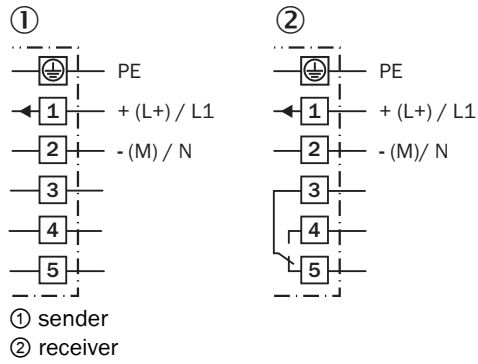 ① ②
PE PE
1 + (L+) / L1 1 + (L+) / L1
2 - (M) / N 2 - (M)/ N
3 3
4 4
5 5
① sender
② receiver